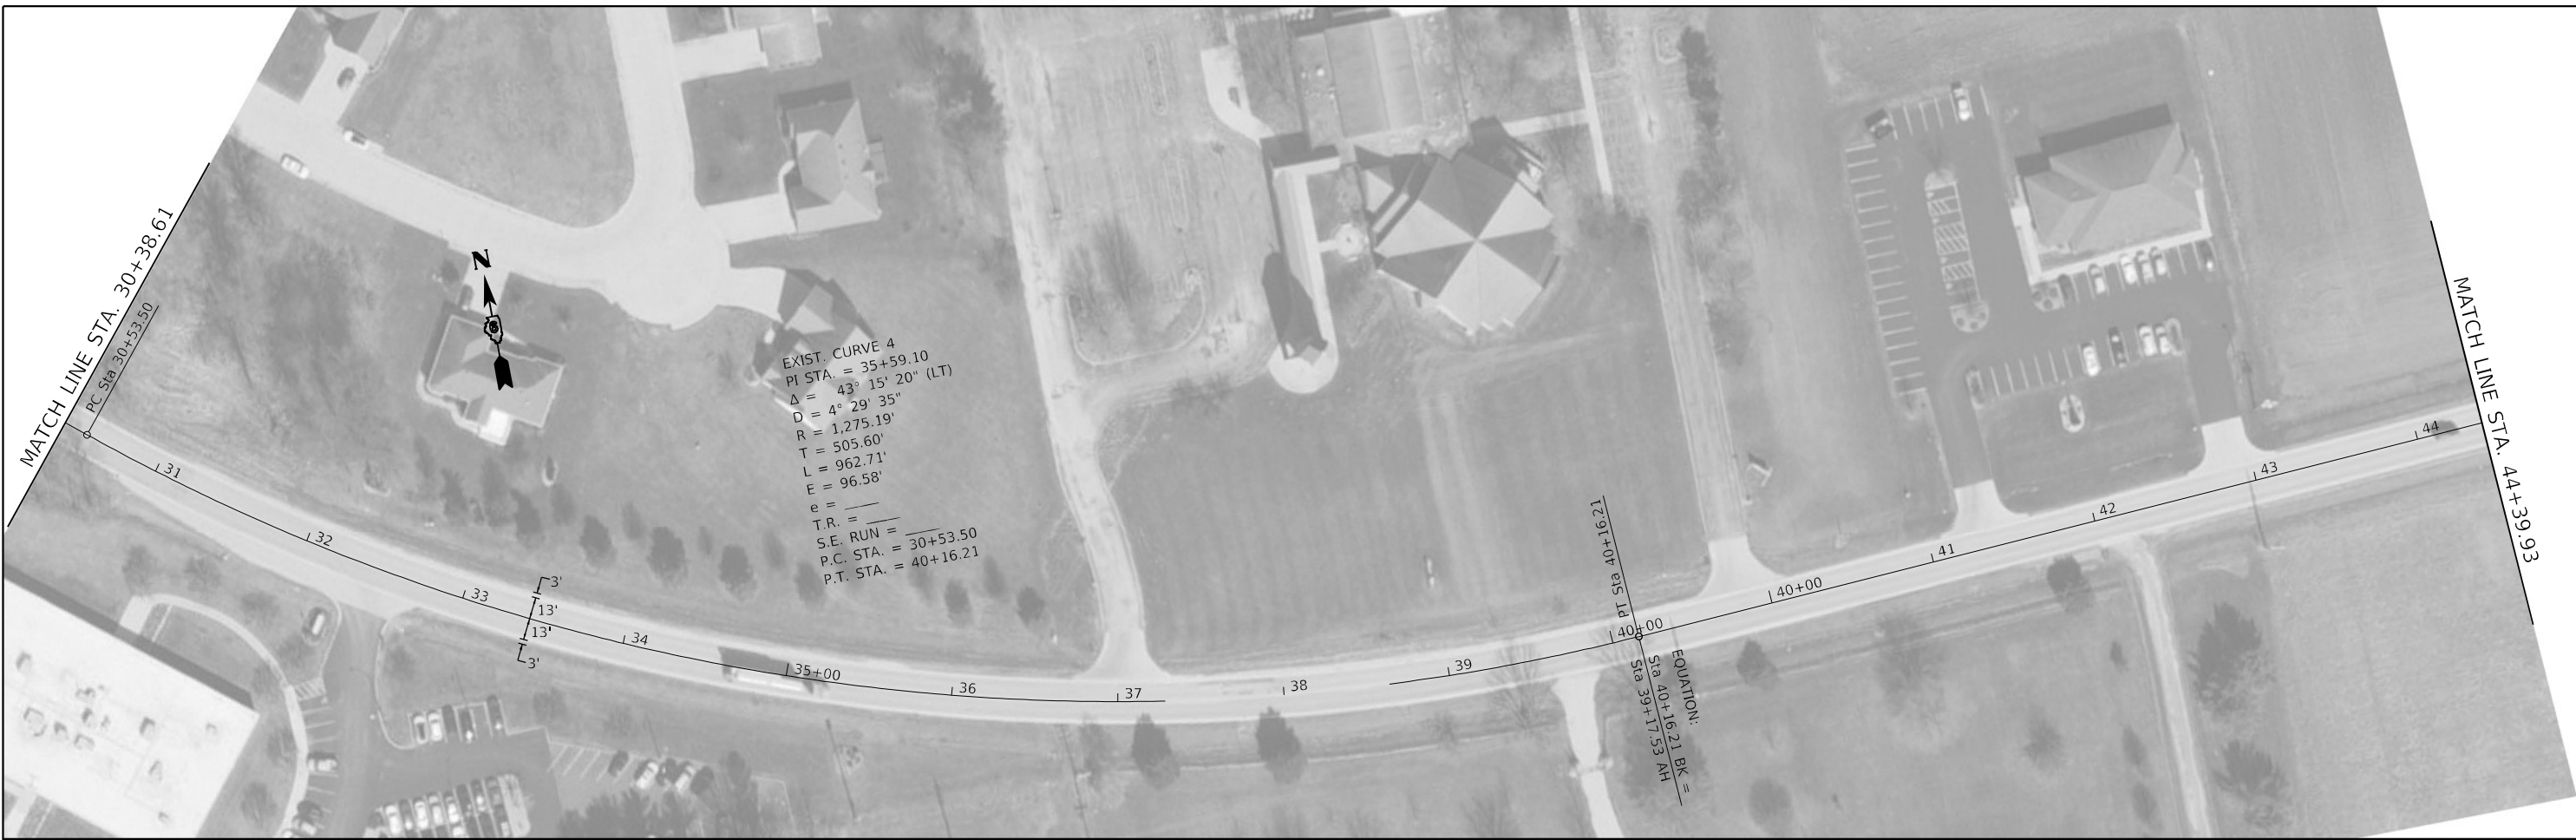 MATCH LINE STA. 30+38.61
PC Sta 30+53.50
N
EXIST. CURVE 4
PI STA. = 35+59.10
Δ = 43° 15' 20" (LT)
D = 4° 29' 35"
R = 1,275.19'
T = 505.60'
L = 962.71'
E = 96.58'
e = ____
T.R. = ____
S.E. RUN = ____
P.C. STA. = 30+53.50
P.T. STA. = 40+16.21
31
32
33
3'
13'
13'
3'
34
35+00
36
37
38
39
40+00
PT Sta 40+16.21
EQUATION:
Sta 40+16.21 BK =
Sta 39+17.53 AH
40+00
41
42
43
44
MATCH LINE STA. 44+39.93